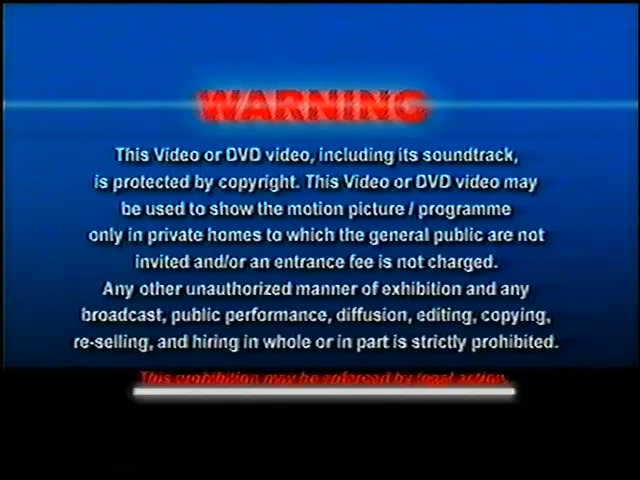 WARNING
This Video or DVD video, including its soundtrack,
is protected by copyright. This Video or DVD video may
be used to show the motion picture / programme
only in private homes to which the general public are not
invited and/or an entrance fee is not charged.
Any other unauthorized manner of exhibition and any
broadcast, public performance, diffusion, editing, copying,
re-selling, and hiring in whole or in part is strictly prohibited.
This prohibition may be enforced by legal action.